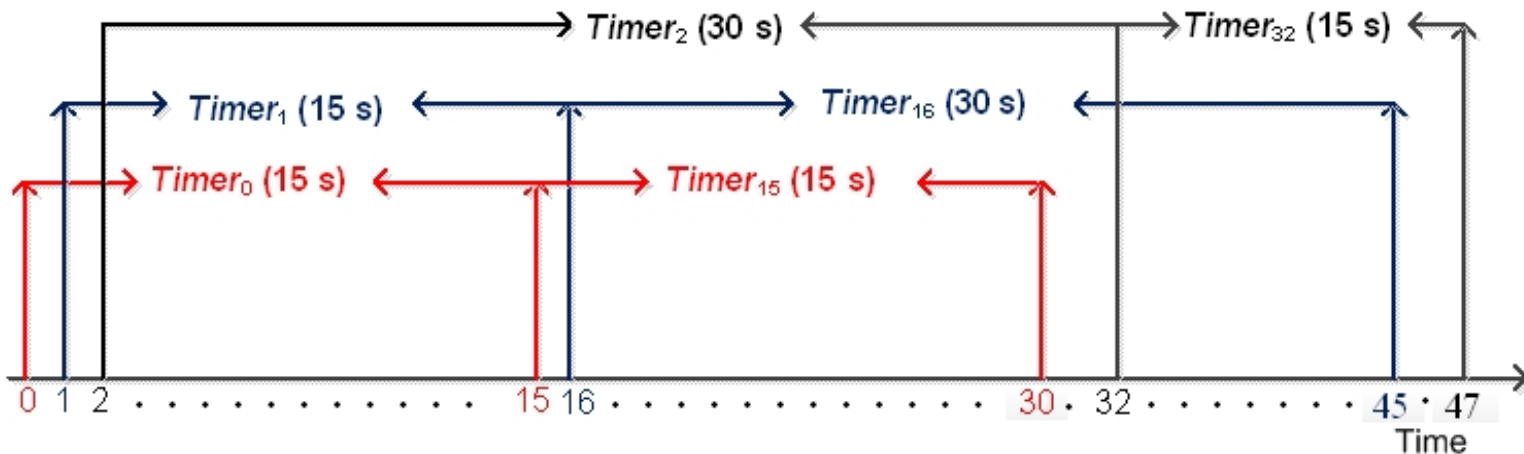 Timer2 (30 s) Timer32 (15 s)
Timer1 (15 s) Timer16 (30 s)
Timer0 (15 s) Timer15 (15 s)
0 1 2 . . . . . . . . . . . 15 16 . . . . . . . . . . . . . 30 . 32 . . . . . . . 45 . 47
Time